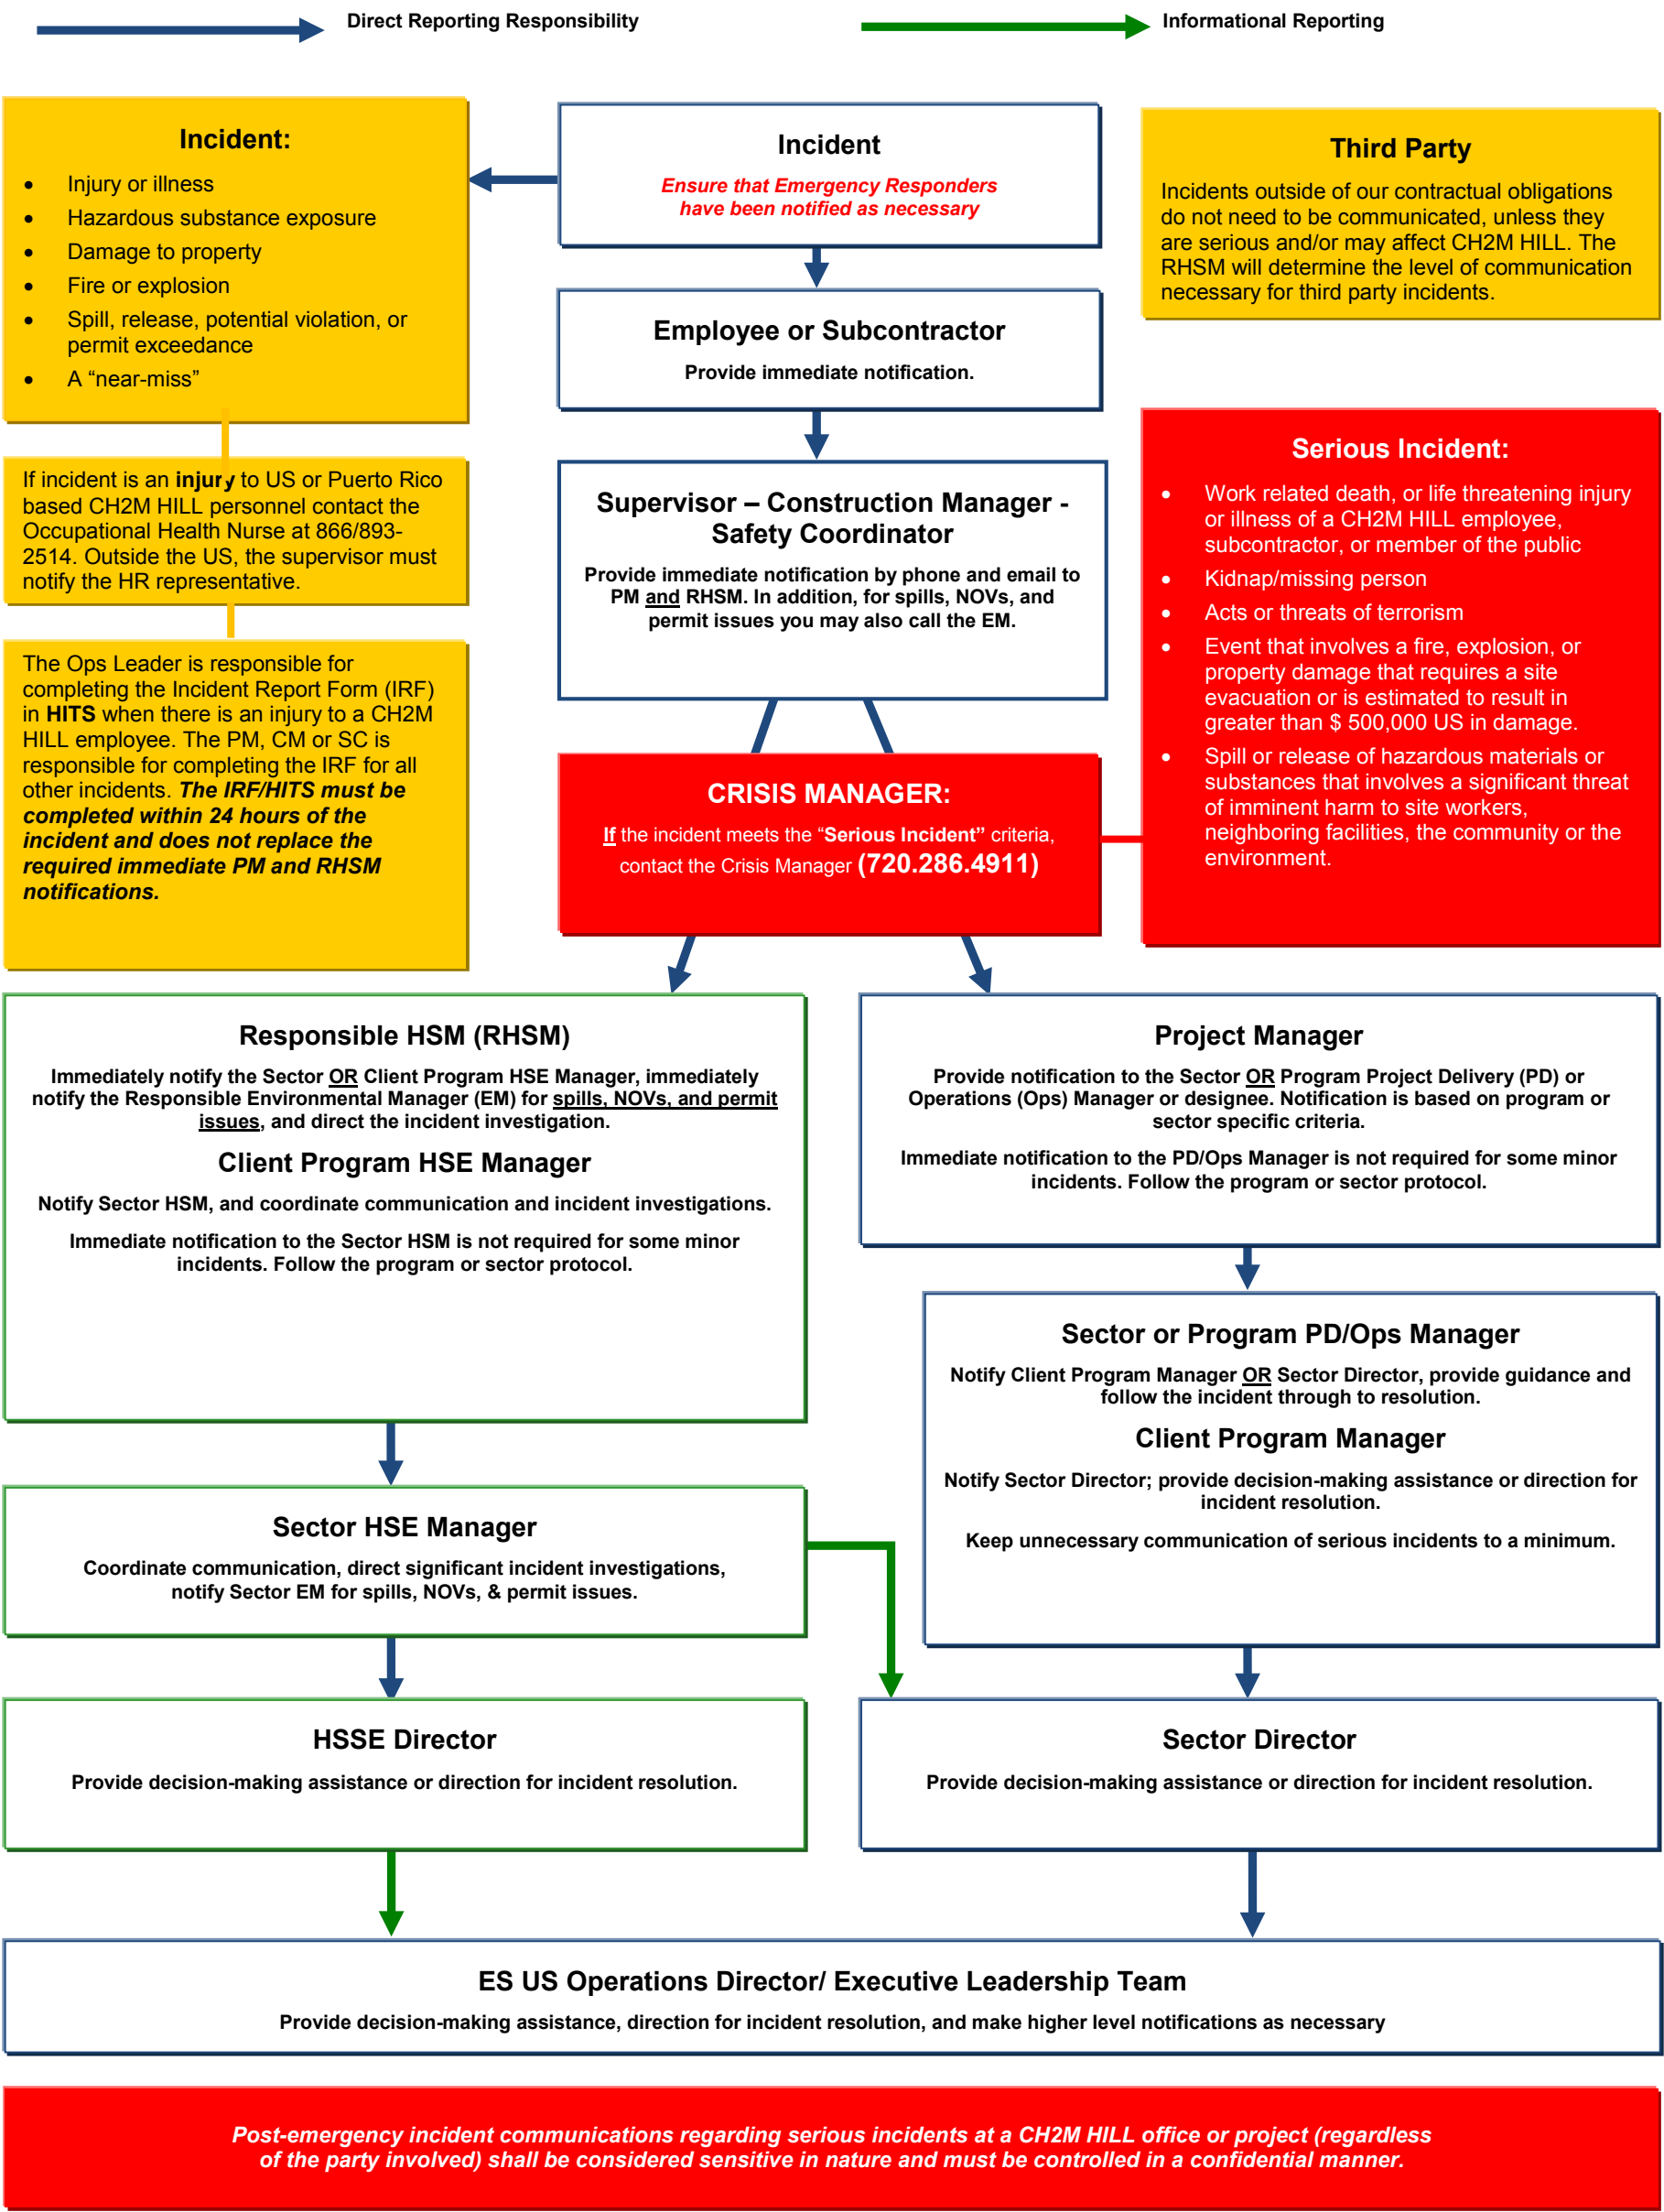 Direct Reporting Responsibility
Informational Reporting
Incident:
• Injury or illness
• Hazardous substance exposure
• Damage to property
• Fire or explosion
• Spill, release, potential violation, or
permit exceedance
• A “near-miss”
Incident
Ensure that Emergency Responders
have been notified as necessary
Third Party
Incidents outside of our contractual obligations
do not need to be communicated, unless they
are serious and/or may affect CH2M HILL. The
RHSM will determine the level of communication
necessary for third party incidents.
Employee or Subcontractor
Provide immediate notification.
If incident is an injury to US or Puerto Rico
based CH2M HILL personnel contact the
Occupational Health Nurse at 866/893-
2514. Outside the US, the supervisor must
notify the HR representative.
Supervisor – Construction Manager -
Safety Coordinator
Provide immediate notification by phone and email to
PM and RHSM. In addition, for spills, NOVs, and
permit issues you may also call the EM.
Serious Incident:
• Work related death, or life threatening injury
or illness of a CH2M HILL employee,
subcontractor, or member of the public
• Kidnap/missing person
• Acts or threats of terrorism
• Event that involves a fire, explosion, or
property damage that requires a site
evacuation or is estimated to result in
greater than $ 500,000 US in damage.
• Spill or release of hazardous materials or
substances that involves a significant threat
of imminent harm to site workers,
neighboring facilities, the community or the
environment.
The Ops Leader is responsible for
completing the Incident Report Form (IRF)
in HITS when there is an injury to a CH2M
HILL employee. The PM, CM or SC is
responsible for completing the IRF for all
other incidents. The IRF/HITS must be
completed within 24 hours of the
incident and does not replace the
required immediate PM and RHSM
notifications.
CRISIS MANAGER:
If the incident meets the “Serious Incident” criteria,
contact the Crisis Manager (720.286.4911)
Responsible HSM (RHSM)
Immediately notify the Sector OR Client Program HSE Manager, immediately
notify the Responsible Environmental Manager (EM) for spills, NOVs, and permit
issues, and direct the incident investigation.
Client Program HSE Manager
Notify Sector HSM, and coordinate communication and incident investigations.
Immediate notification to the Sector HSM is not required for some minor
incidents. Follow the program or sector protocol.
Project Manager
Provide notification to the Sector OR Program Project Delivery (PD) or
Operations (Ops) Manager or designee. Notification is based on program or
sector specific criteria.
Immediate notification to the PD/Ops Manager is not required for some minor
incidents. Follow the program or sector protocol.
Sector or Program PD/Ops Manager
Notify Client Program Manager OR Sector Director, provide guidance and
follow the incident through to resolution.
Client Program Manager
Notify Sector Director; provide decision-making assistance or direction for
incident resolution.
Keep unnecessary communication of serious incidents to a minimum.
Sector HSE Manager
Coordinate communication, direct significant incident investigations,
notify Sector EM for spills, NOVs, & permit issues.
HSSE Director
Provide decision-making assistance or direction for incident resolution.
Sector Director
Provide decision-making assistance or direction for incident resolution.
ES US Operations Director/ Executive Leadership Team
Provide decision-making assistance, direction for incident resolution, and make higher level notifications as necessary
Post-emergency incident communications regarding serious incidents at a CH2M HILL office or project (regardless
of the party involved) shall be considered sensitive in nature and must be controlled in a confidential manner.